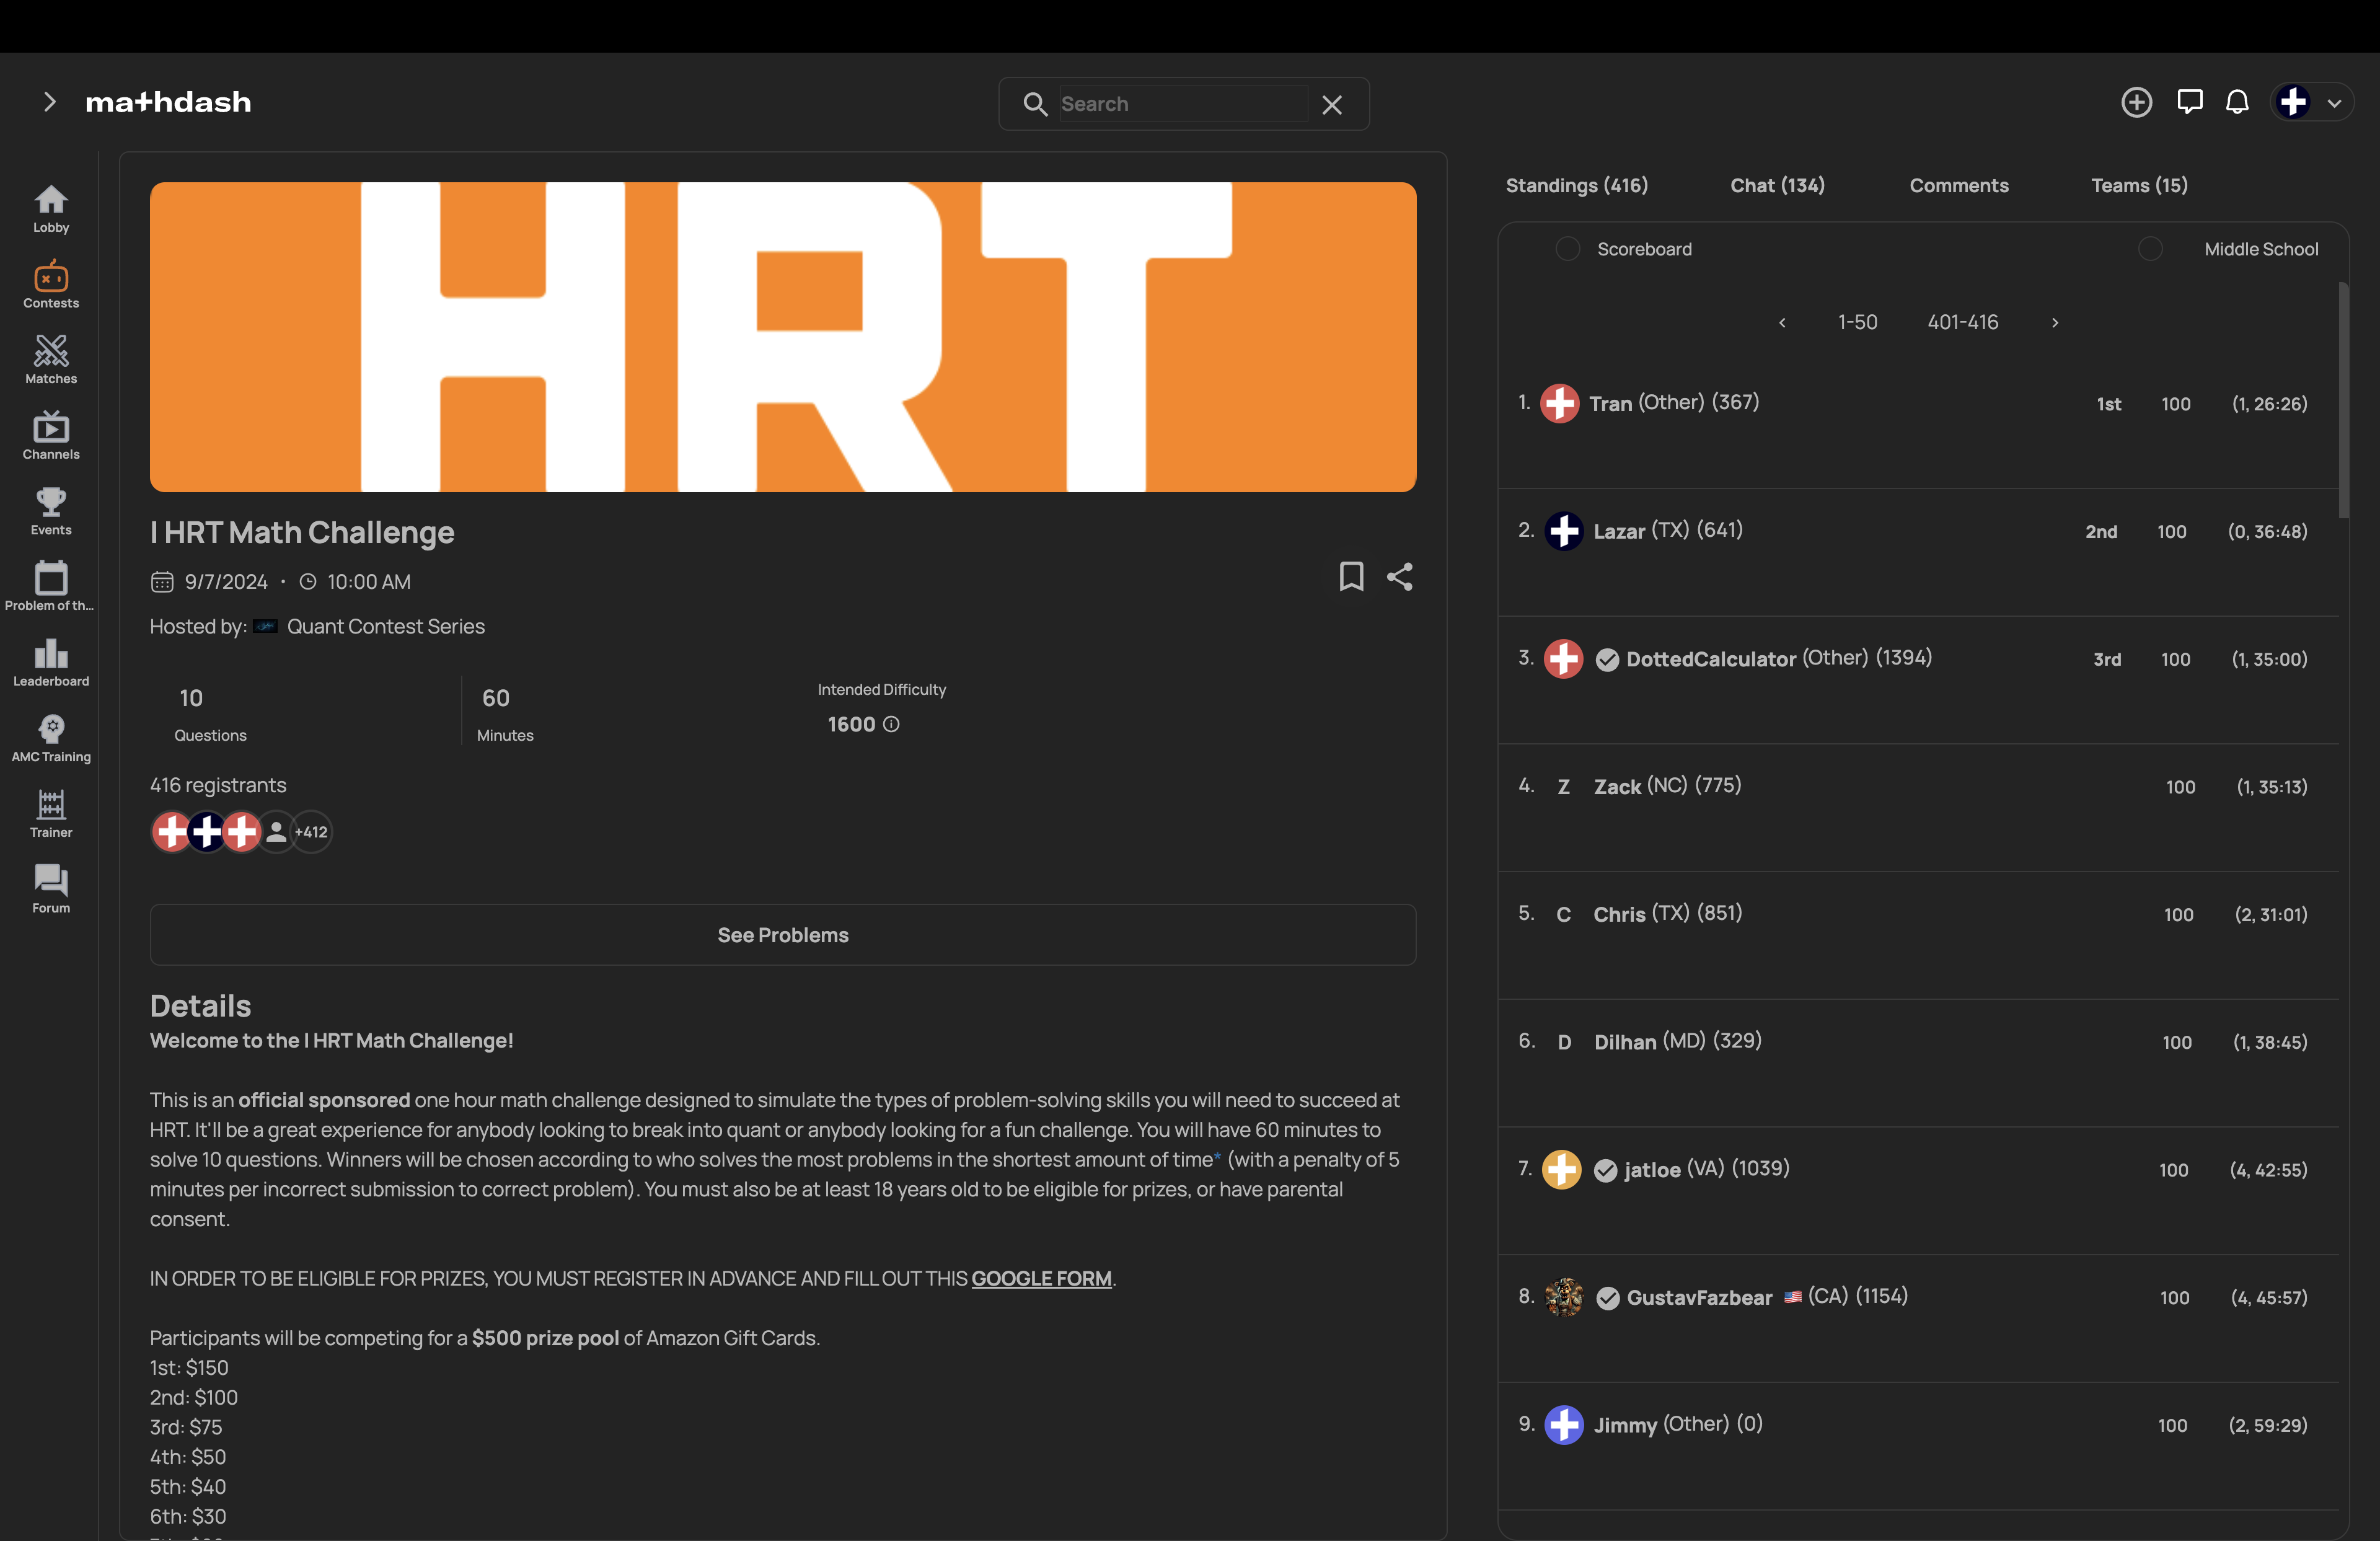 mathdash
Search
Lobby
Contests
Matches
Channels
Events
Problem of th...
Leaderboard
AMC Training
Trainer
Forum
HRT
I HRT Math Challenge
9/7/2024 · 10:00 AM
Hosted by: Quant Contest Series
10
Questions
60
Minutes
Intended Difficulty
1600
416 registrants
+412
See Problems
Details
Welcome to the I HRT Math Challenge!
This is an official sponsored one hour math challenge designed to simulate the types of problem-solving skills you will need to succeed at
HRT. It'll be a great experience for anybody looking to break into quant or anybody looking for a fun challenge. You will have 60 minutes to
solve 10 questions. Winners will be chosen according to who solves the most problems in the shortest amount of time* (with a penalty of 5
minutes per incorrect submission to correct problem). You must also be at least 18 years old to be eligible for prizes, or have parental
consent.
IN ORDER TO BE ELIGIBLE FOR PRIZES, YOU MUST REGISTER IN ADVANCE AND FILL OUT THIS GOOGLE FORM.
Participants will be competing for a $500 prize pool of Amazon Gift Cards.
1st: $150
2nd: $100
3rd: $75
4th: $50
5th: $40
6th: $30
Standings (416) Chat (134) Comments Teams (15)
Scoreboard Middle School
‹ 1-50 401-416 ›
1. Tran (Other) (367) 1st 100 (1, 26:26)
2. Lazar (TX) (641) 2nd 100 (0, 36:48)
3. DottedCalculator (Other) (1394) 3rd 100 (1, 35:00)
4. Z Zack (NC) (775) 100 (1, 35:13)
5. C Chris (TX) (851) 100 (2, 31:01)
6. D Dilhan (MD) (329) 100 (1, 38:45)
7. jatloe (VA) (1039) 100 (4, 42:55)
8. GustavFazbear 🇺🇸 (CA) (1154) 100 (4, 45:57)
9. Jimmy (Other) (0) 100 (2, 59:29)